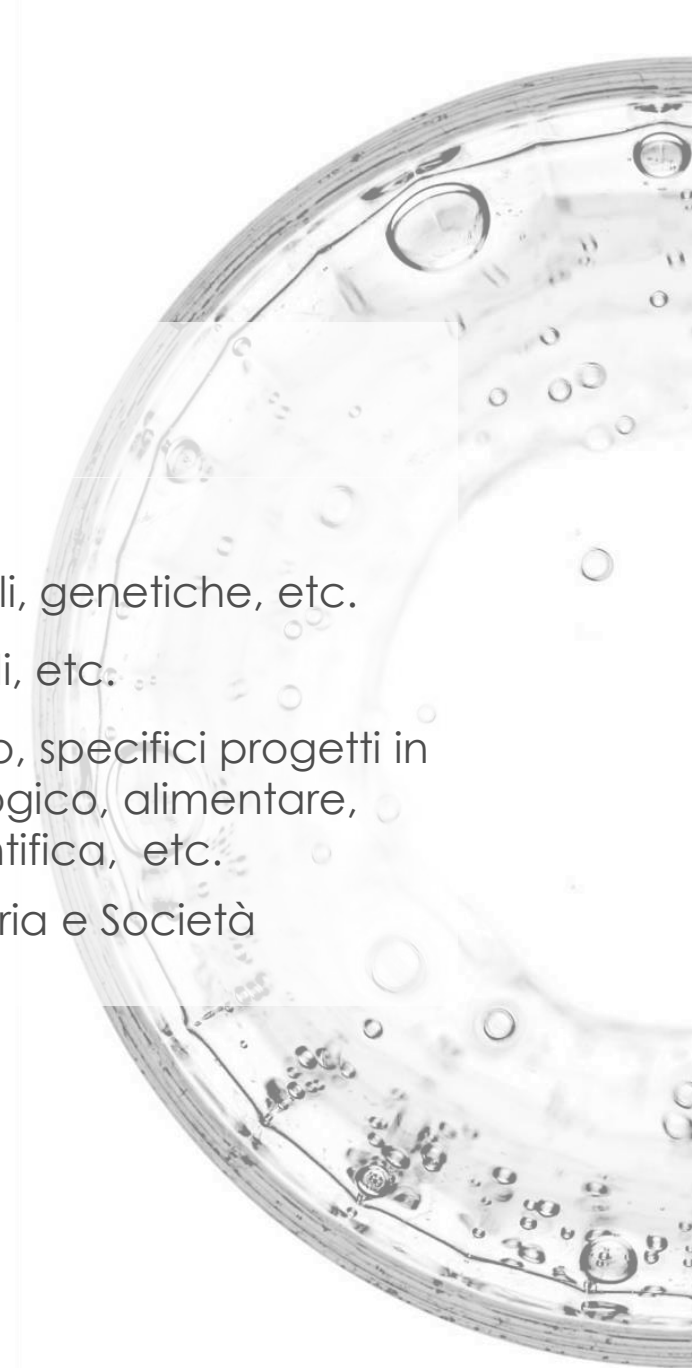 li, genetiche, etc.
i, etc.
o, specifici progetti in
ogico, alimentare,
ntifica, etc.
ria e Società